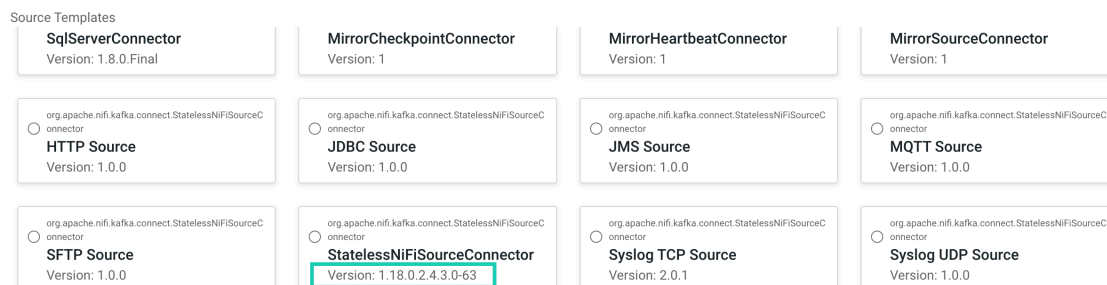 Source Templates
SqlServerConnector
Version: 1.8.0.Final
MirrorCheckpointConnector
Version: 1
MirrorHeartbeatConnector
Version: 1
MirrorSourceConnector
Version: 1
org.apache.nifi.kafka.connect.StatelessNiFiSourceC
onnector
HTTP Source
Version: 1.0.0
org.apache.nifi.kafka.connect.StatelessNiFiSourceC
onnector
JDBC Source
Version: 1.0.0
org.apache.nifi.kafka.connect.StatelessNiFiSourceC
onnector
JMS Source
Version: 1.0.0
org.apache.nifi.kafka.connect.StatelessNiFiSourceC
onnector
MQTT Source
Version: 1.0.0
org.apache.nifi.kafka.connect.StatelessNiFiSourceC
onnector
SFTP Source
Version: 1.0.0
org.apache.nifi.kafka.connect.StatelessNiFiSourceC
onnector
StatelessNiFiSourceConnector
Version: 1.18.0.2.4.3.0-63
org.apache.nifi.kafka.connect.StatelessNiFiSourceC
onnector
Syslog TCP Source
Version: 2.0.1
org.apache.nifi.kafka.connect.StatelessNiFiSourceC
onnector
Syslog UDP Source
Version: 1.0.0